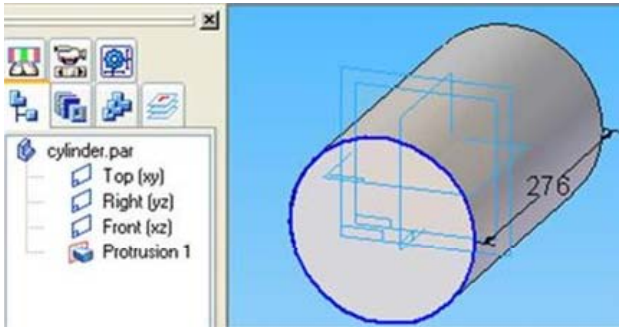 cylinder.par
Top (xy)
Right (yz)
Front (xz)
Protrusion 1
276